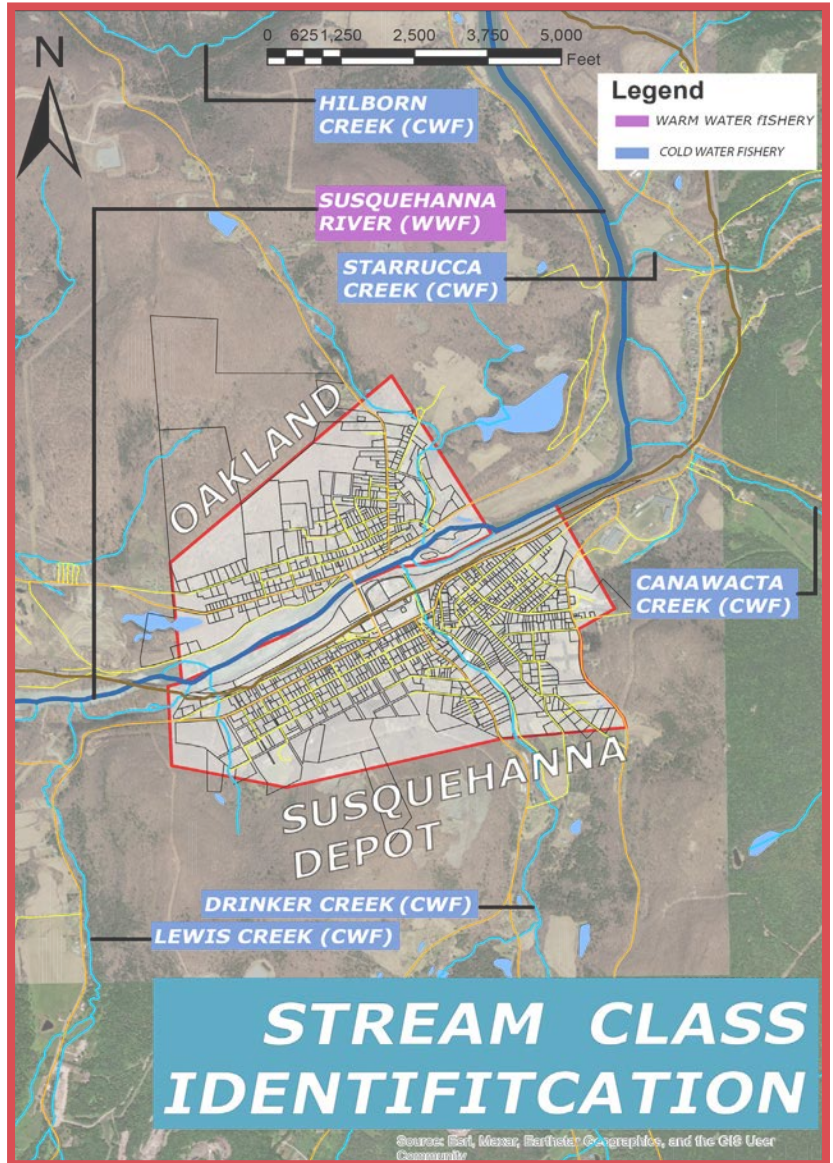 N
0 625 1,250 2,500 3,750 5,000
Feet
Legend
WARM WATER fISHERY
COLD WATER FISHERY
HILBORN
CREEK (CWF)
SUSQUEHANNA
RIVER (WWF)
STARRUCCA
CREEK (CWF)
OAKLAND
CANAWACTA
CREEK (CWF)
SUSQUEHANNA
DEPOT
DRINKER CREEK (CWF)
LEWIS CREEK (CWF)
STREAM CLASS
IDENTIFITCATION
Source: Esri, Maxar, Earthstar Geographics, and the GIS User
Community